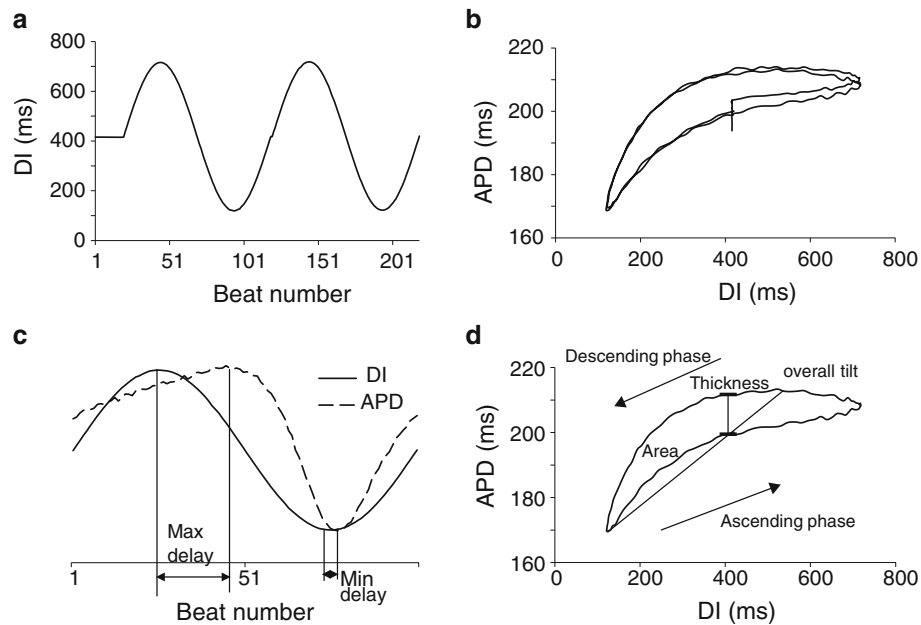 a
DI (ms)
800
600
400
200
0
1 51 101 151 201
Beat number
b
APD (ms)
220
200
180
160
0 200 400 600 800
DI (ms)
c
DI
APD
Max
delay
1 51
Min
delay
Beat number
d
APD (ms)
220
200
180
160
Descending phase
overall tilt
Thickness
Area
Ascending phase
0 200 400 600 800
DI (ms)